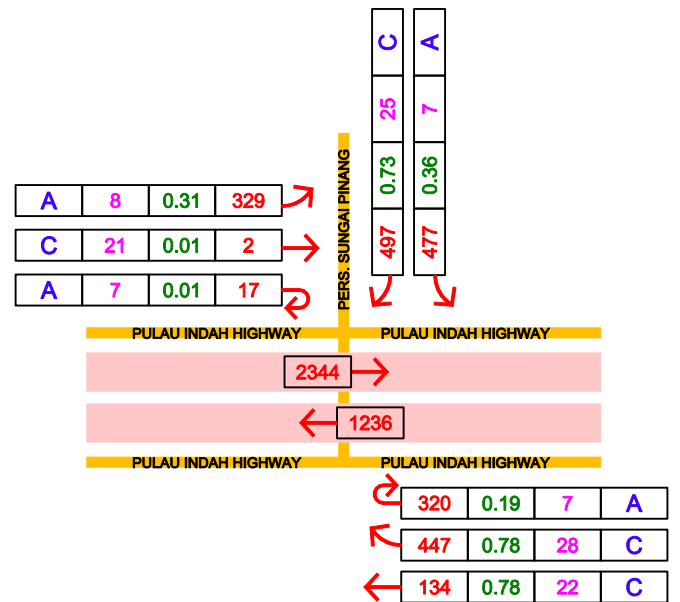 C A
25 7
0.73 0.36
497 477
PERS. SUNGAI PINANG
A 8 0.31 329
C 21 0.01 2
A 7 0.01 17
PULAU INDAH HIGHWAY PULAU INDAH HIGHWAY
2344
1236
PULAU INDAH HIGHWAY PULAU INDAH HIGHWAY
320 0.19 7 A
447 0.78 28 C
134 0.78 22 C